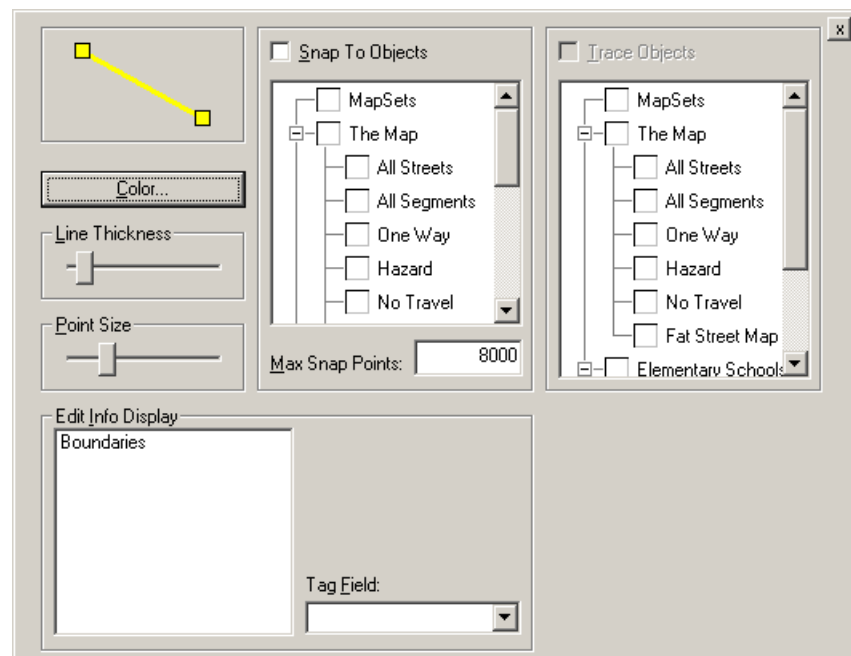 x
Snap To Objects
MapSets
The Map
All Streets
All Segments
One Way
Hazard
No Travel
Max Snap Points: 8000
Trace Objects
MapSets
The Map
All Streets
All Segments
One Way
Hazard
No Travel
Fat Street Map
Elementary Schools
Color...
Line Thickness
Point Size
Edit Info Display
Boundaries
Tag Field: